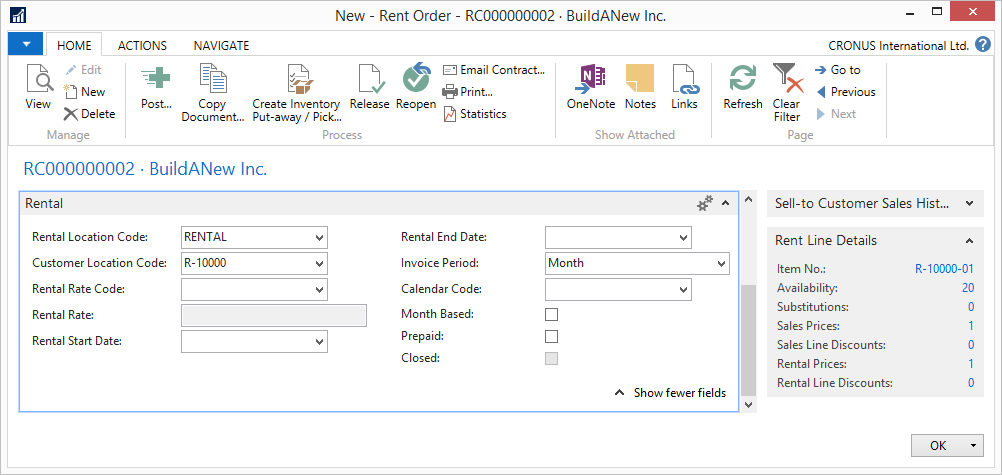 New - Rent Order - RC000000002 · BuildANew Inc.
HOME ACTIONS NAVIGATE CRONUS International Ltd.
View
Edit
New
Delete
Manage
Post...
Copy
Document...
Create Inventory
Put-away / Pick...
Release
Reopen
Email Contract...
Print...
Statistics
Process
OneNote
Notes
Links
Show Attached
Refresh
Clear
Filter
Go to
Previous
Next
Page
RC000000002 · BuildANew Inc.
Rental
Rental Location Code: RENTAL
Customer Location Code: R-10000
Rental Rate Code:
Rental Rate:
Rental Start Date:
Rental End Date:
Invoice Period: Month
Calendar Code:
Month Based:
Prepaid:
Closed:
Show fewer fields
Sell-to Customer Sales Hist...
Rent Line Details
Item No.: R-10000-01
Availability: 20
Substitutions: 0
Sales Prices: 1
Sales Line Discounts: 0
Rental Prices: 1
Rental Line Discounts: 0
OK